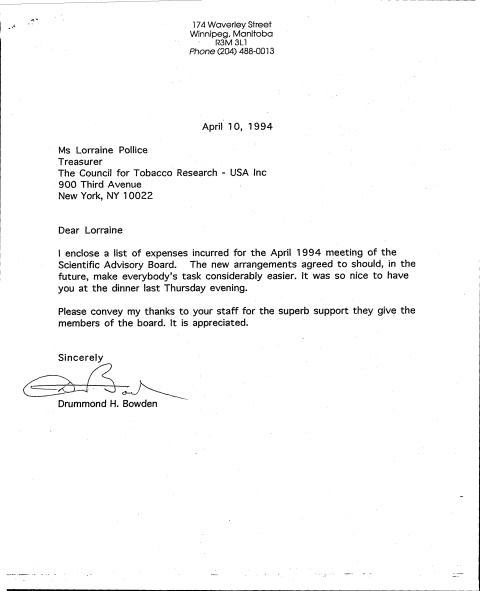 174 Waverley Street
Winnipeg, Manitoba
R3M 3L1
Phone (204) 488-0013
April 10, 1994
Ms Lorraine Pollice
Treasurer
The Council for Tobacco Research - USA Inc
900 Third Avenue
New York, NY 10022
Dear Lorraine
I enclose a list of expenses incurred for the April 1994 meeting of the
Scientific Advisory Board. The new arrangements agreed to should, in the
future, make everybody's task considerably easier. It was so nice to have
you at the dinner last Thursday evening.
Please convey my thanks to your staff for the superb support they give the
members of the board. It is appreciated.
Sincerely
Drummond H. Bowden